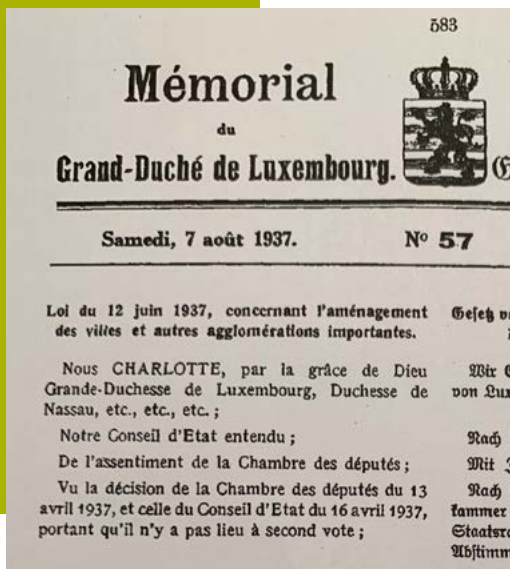 583
Mémorial
du
Grand-Duché de Luxembourg.
Samedi, 7 août 1937.
Nº 57
Loi du 12 juin 1937, concernant l'aménagement
des villes et autres agglomérations importantes.
Nous CHARLOTTE, par la grâce de Dieu
Grande-Duchesse de Luxembourg, Duchesse de
Nassau, etc., etc., etc. ;
Notre Conseil d'Etat entendu ;
De l'assentiment de la Chambre des députés ;
Vu la décision de la Chambre des députés du 13
avril 1937, et celle du Conseil d'Etat du 16 avril 1937,
portant qu'il n'y a pas lieu à second vote ;
Gesetz
Wir
von
Nach
Mit
Nach